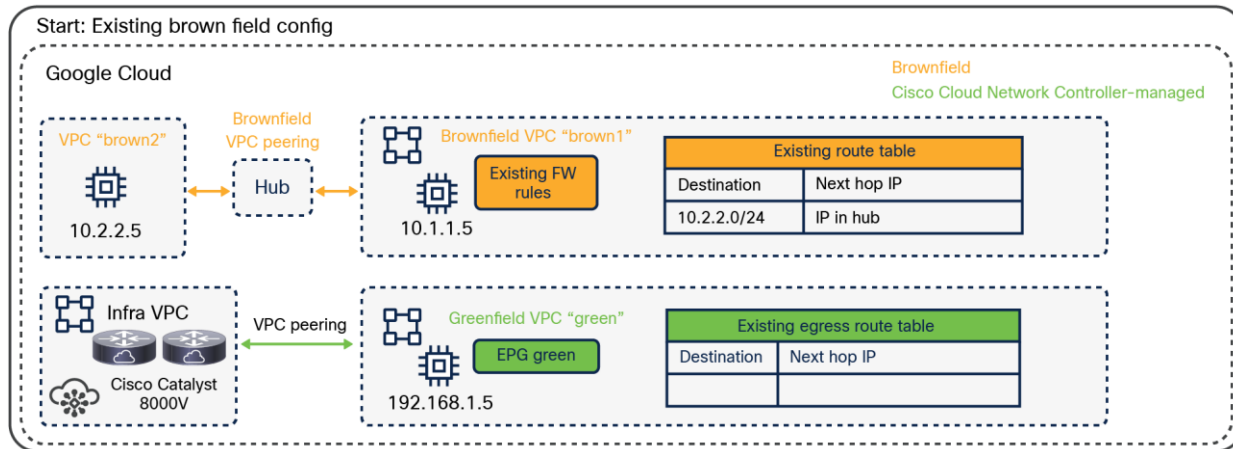 Start: Existing brown field config
Google Cloud
Brownfield
Cisco Cloud Network Controller-managed
VPC “brown2”
10.2.2.5
Brownfield
VPC peering
Hub
Brownfield VPC “brown1”
Existing FW
rules
10.1.1.5
Existing route table
Destination Next hop IP
10.2.2.0/24 IP in hub
Infra VPC
Cisco Catalyst
8000V
VPC peering
Greenfield VPC “green”
EPG green
192.168.1.5
Existing egress route table
Destination Next hop IP